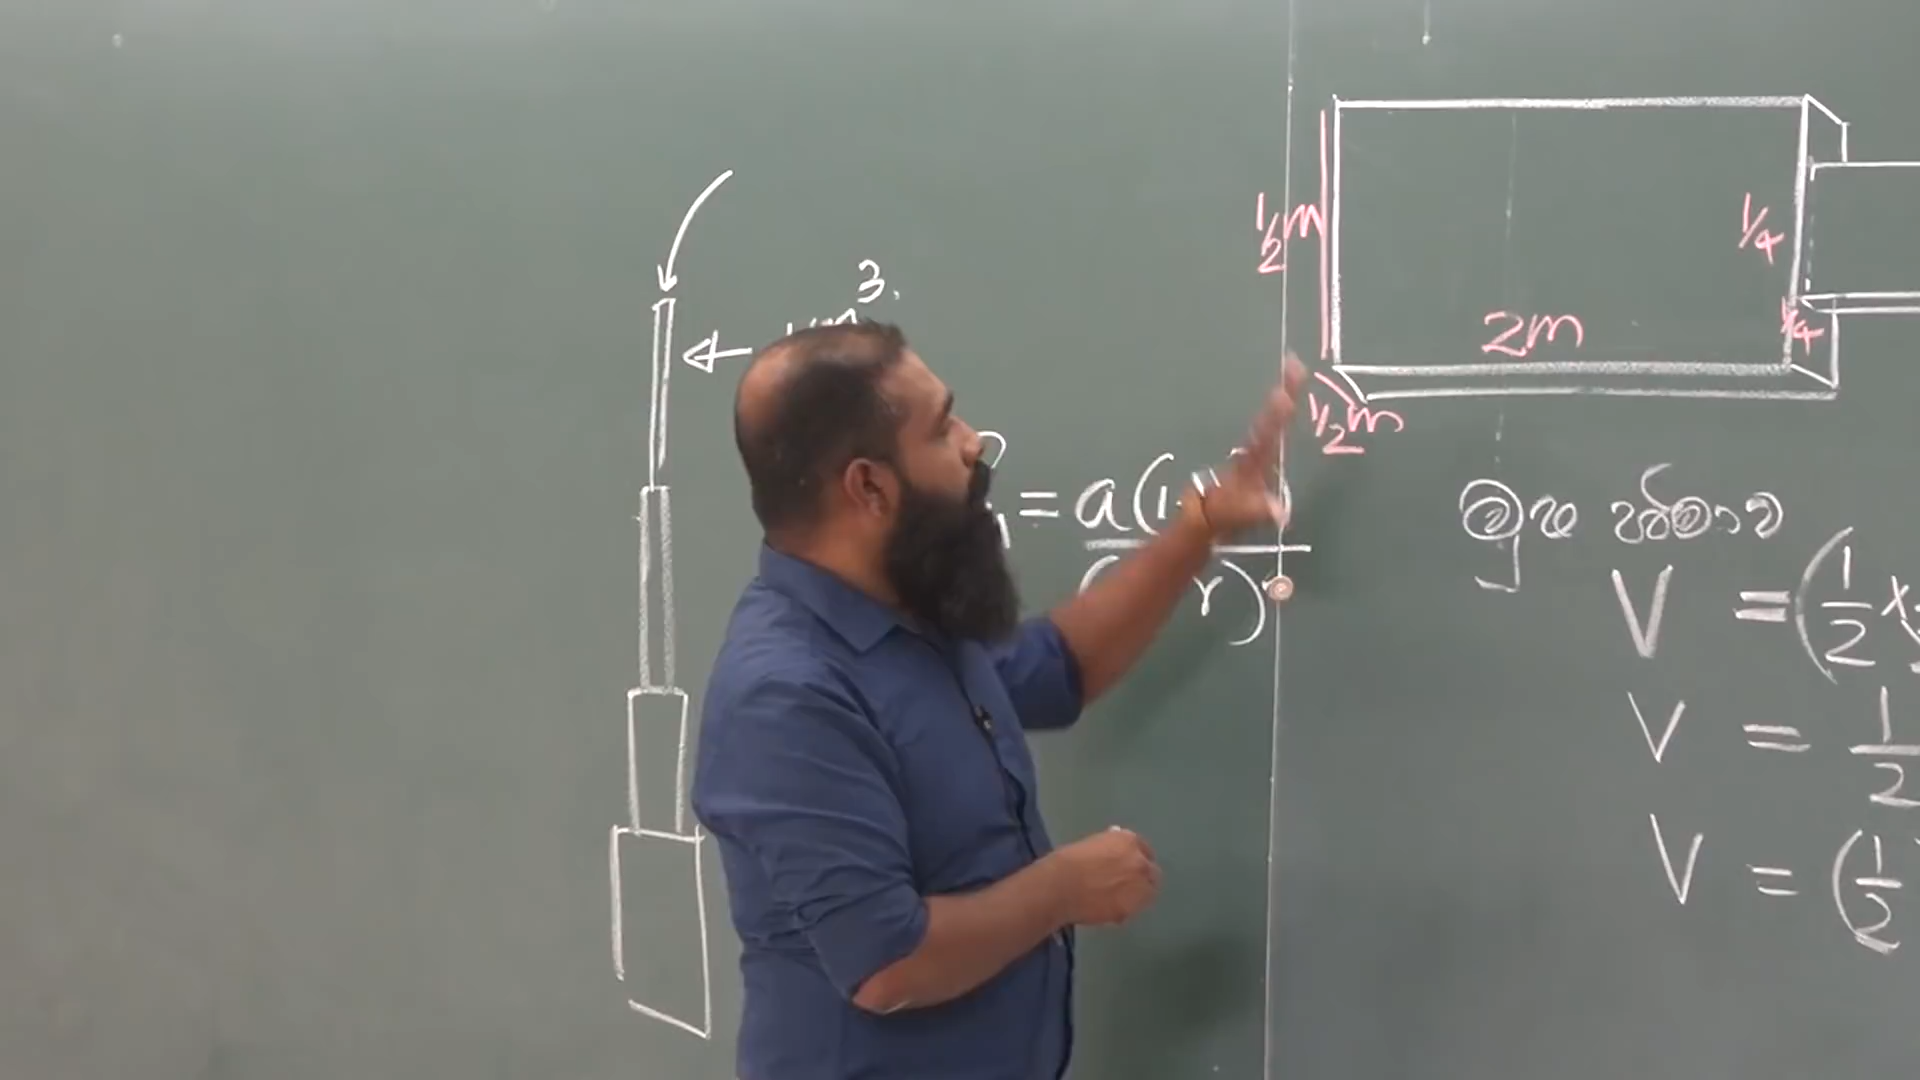 3.
½m
¼
2m
¼
½m
= a(1-
r)
මුළු පරිමාව
V = (1/2 x
V = 1/2
V = (1/2